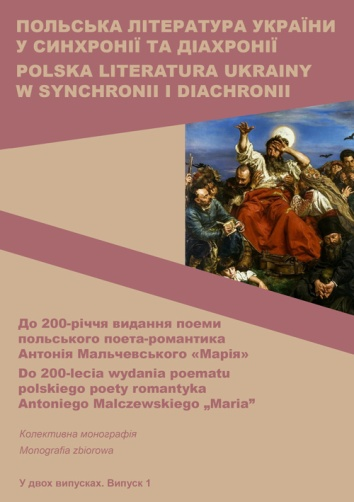 ПОЛЬСЬКА ЛІТЕРАТУРА УКРАЇНИ
У СИНХРОНІЇ ТА ДІАХРОНІЇ
POLSKA LITERATURA UKRAINY
W SYNCHRONII I DIACHRONII
До 200-річчя видання поеми
польського поета-романтика
Антонія Мальчевського «Марія»
Do 200-lecia wydania poematu
polskiego poety romantyka
Antoniego Malczewskiego „Maria”
Колективна монографія
Monografia zbiorowa
У двох випусках. Випуск 1